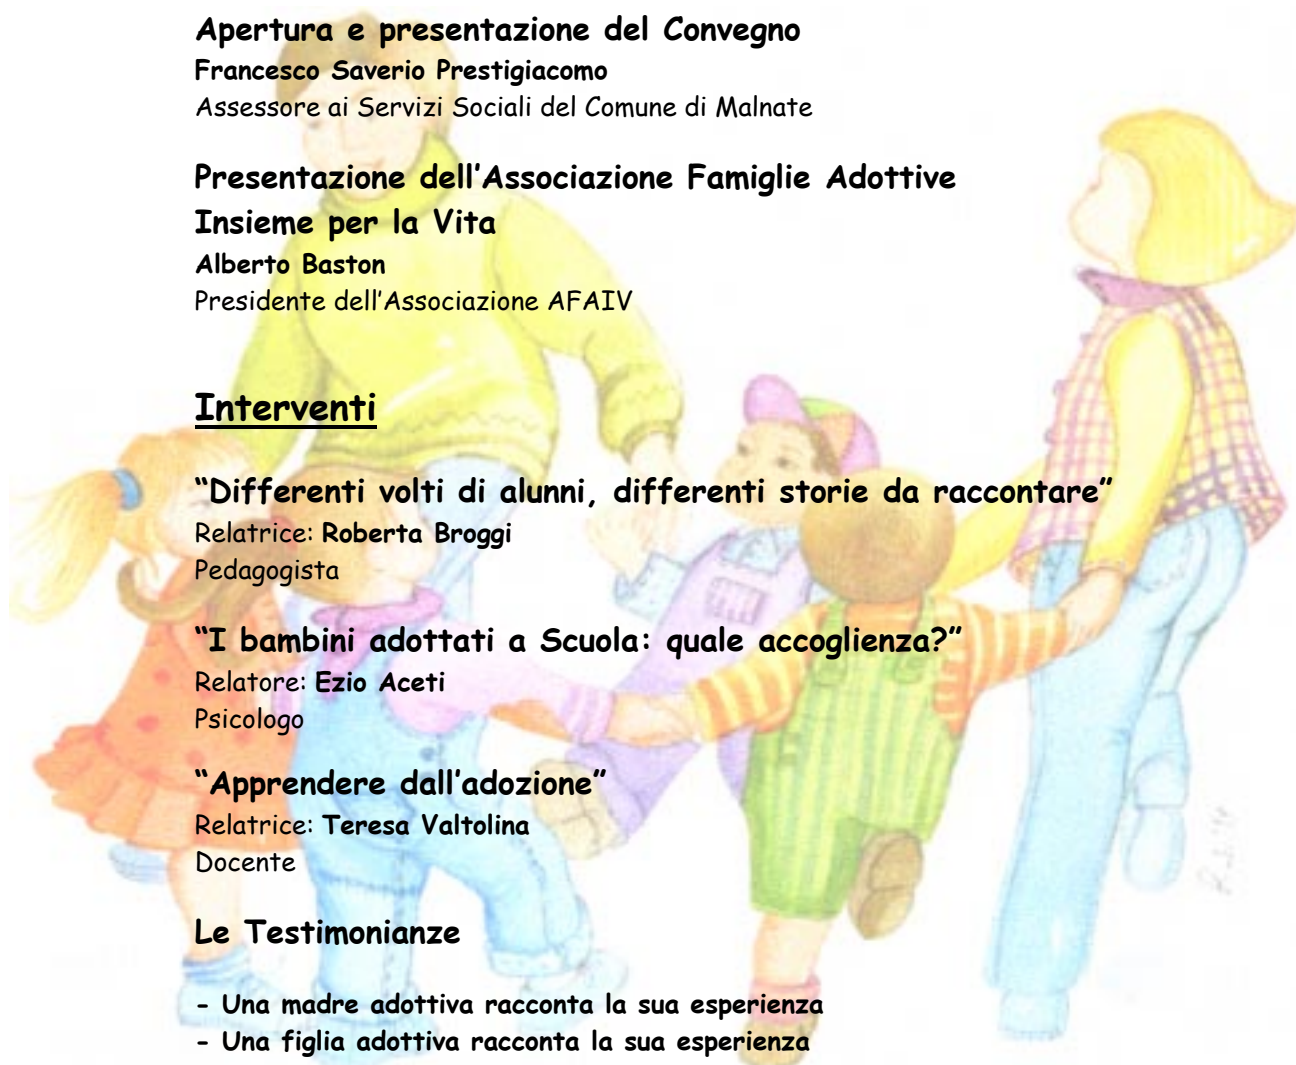 Apertura e presentazione del Convegno
Francesco Saverio Prestigiacomo
Assessore ai Servizi Sociali del Comune di Malnate
Presentazione dell’Associazione Famiglie Adottive
Insieme per la Vita
Alberto Baston
Presidente dell’Associazione AFAIV
Interventi
“Differenti volti di alunni, differenti storie da raccontare”
Relatrice: Roberta Broggi
Pedagogista
“I bambini adottati a Scuola: quale accoglienza?”
Relatore: Ezio Aceti
Psicologo
“Apprendere dall’adozione”
Relatrice: Teresa Valtolina
Docente
Le Testimonianze
- Una madre adottiva racconta la sua esperienza
- Una figlia adottiva racconta la sua esperienza